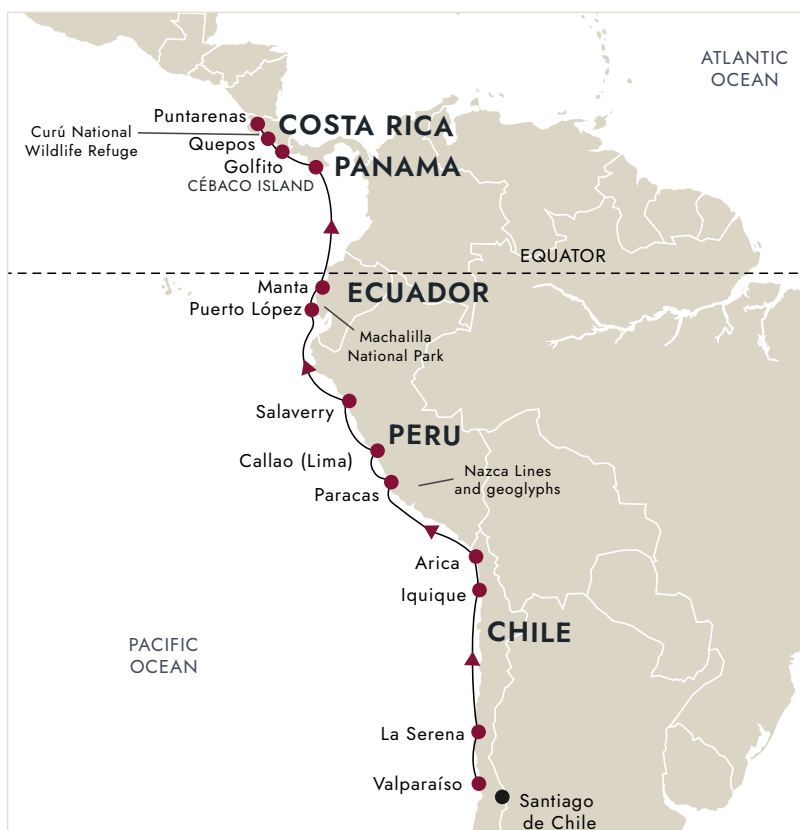 ATLANTIC
OCEAN
Puntarenas
COSTA RICA
Curú National
Wildlife Refuge
Quepos
Golfito
PANAMA
CÉBACO ISLAND
EQUATOR
Manta
ECUADOR
Puerto López
Machalilla
National Park
Salaverry
PERU
Callao (Lima)
Nazca Lines
and geoglyphs
Paracas
Arica
Iquique
CHILE
PACIFIC
OCEAN
La Serena
Valparaíso
Santiago
de Chile